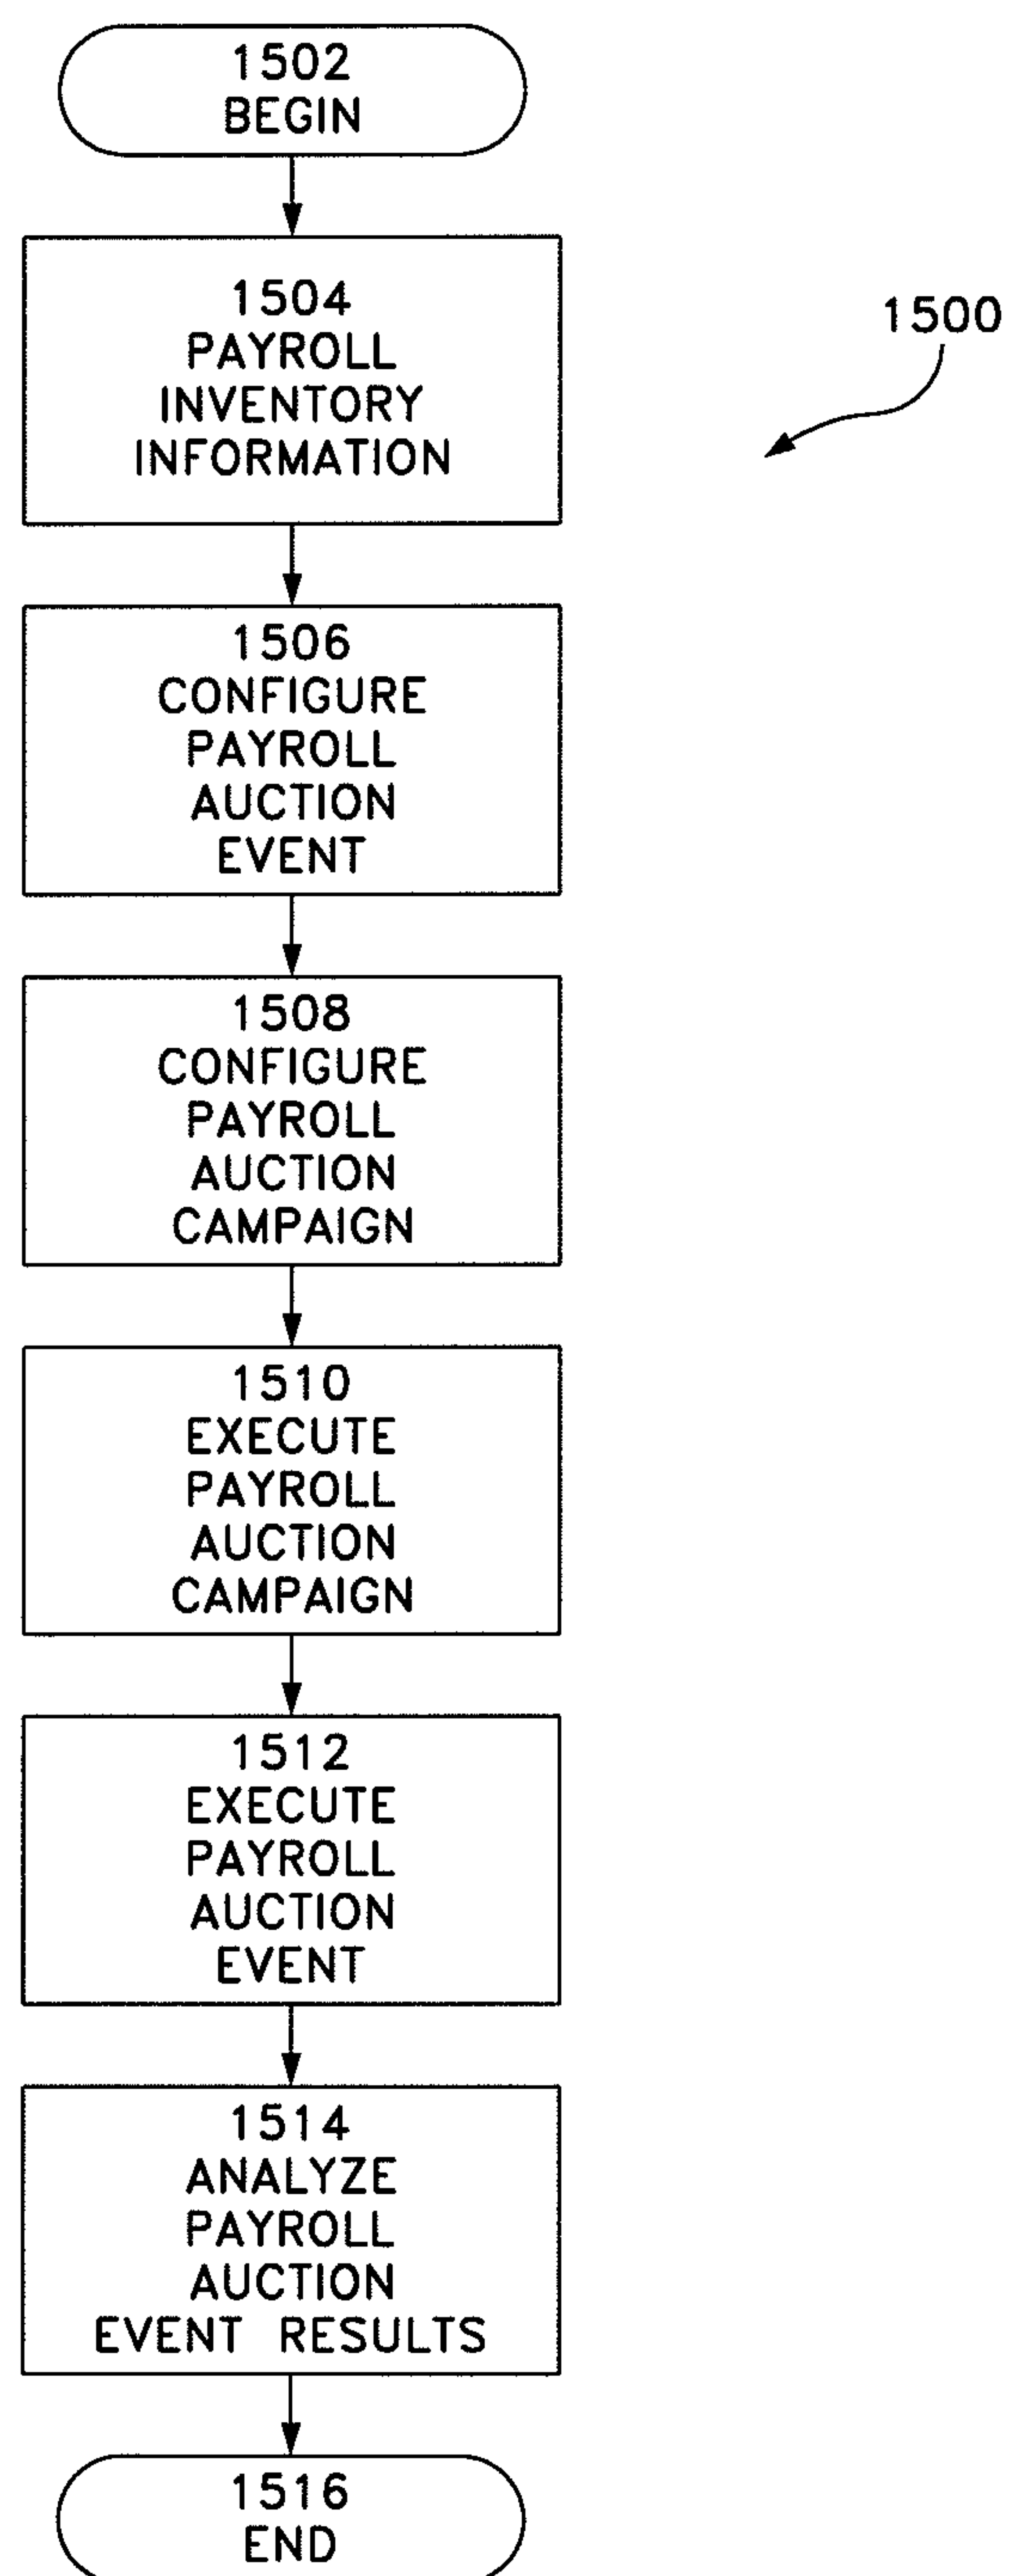 1502
BEGIN
1504
PAYROLL
INVENTORY
INFORMATION
1500
1506
CONFIGURE
PAYROLL
AUCTION
EVENT
1508
CONFIGURE
PAYROLL
AUCTION
CAMPAIGN
1510
EXECUTE
PAYROLL
AUCTION
CAMPAIGN
1512
EXECUTE
PAYROLL
AUCTION
EVENT
1514
ANALYZE
PAYROLL
AUCTION
EVENT RESULTS
1516
END